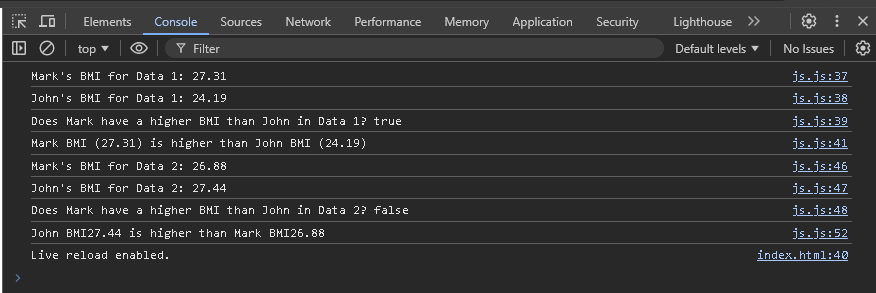 Elements Console Sources Network Performance Memory Application Security Lighthouse
top Filter Default levels No Issues
Mark's BMI for Data 1: 27.31 js.js:37
John's BMI for Data 1: 24.19 js.js:38
Does Mark have a higher BMI than John in Data 1? true js.js:39
Mark BMI (27.31) is higher than John BMI (24.19) js.js:41
Mark's BMI for Data 2: 26.88 js.js:46
John's BMI for Data 2: 27.44 js.js:47
Does Mark have a higher BMI than John in Data 2? false js.js:48
John BMI27.44 is higher than Mark BMI26.88 js.js:52
Live reload enabled. index.html:40